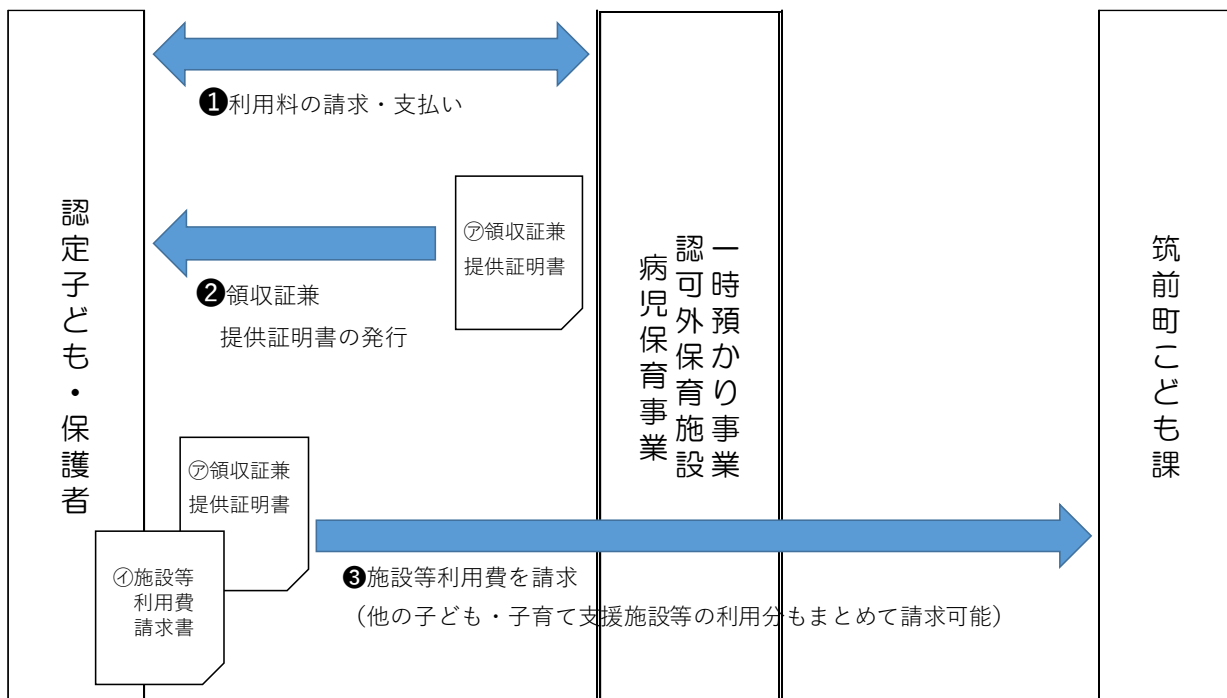 ❶利用料の請求・支払い
㋐領収証兼
提供証明書
❷領収証兼
提供証明書の発行
認定子ども・保護者
一時預かり事業
認可外保育施設
病児保育事業
筑前町こども課
㋐領収証兼
提供証明書
㋑施設等
利用費
請求書
❸施設等利用費を請求
（他の子ども・子育て支援施設等の利用分もまとめて請求可能）